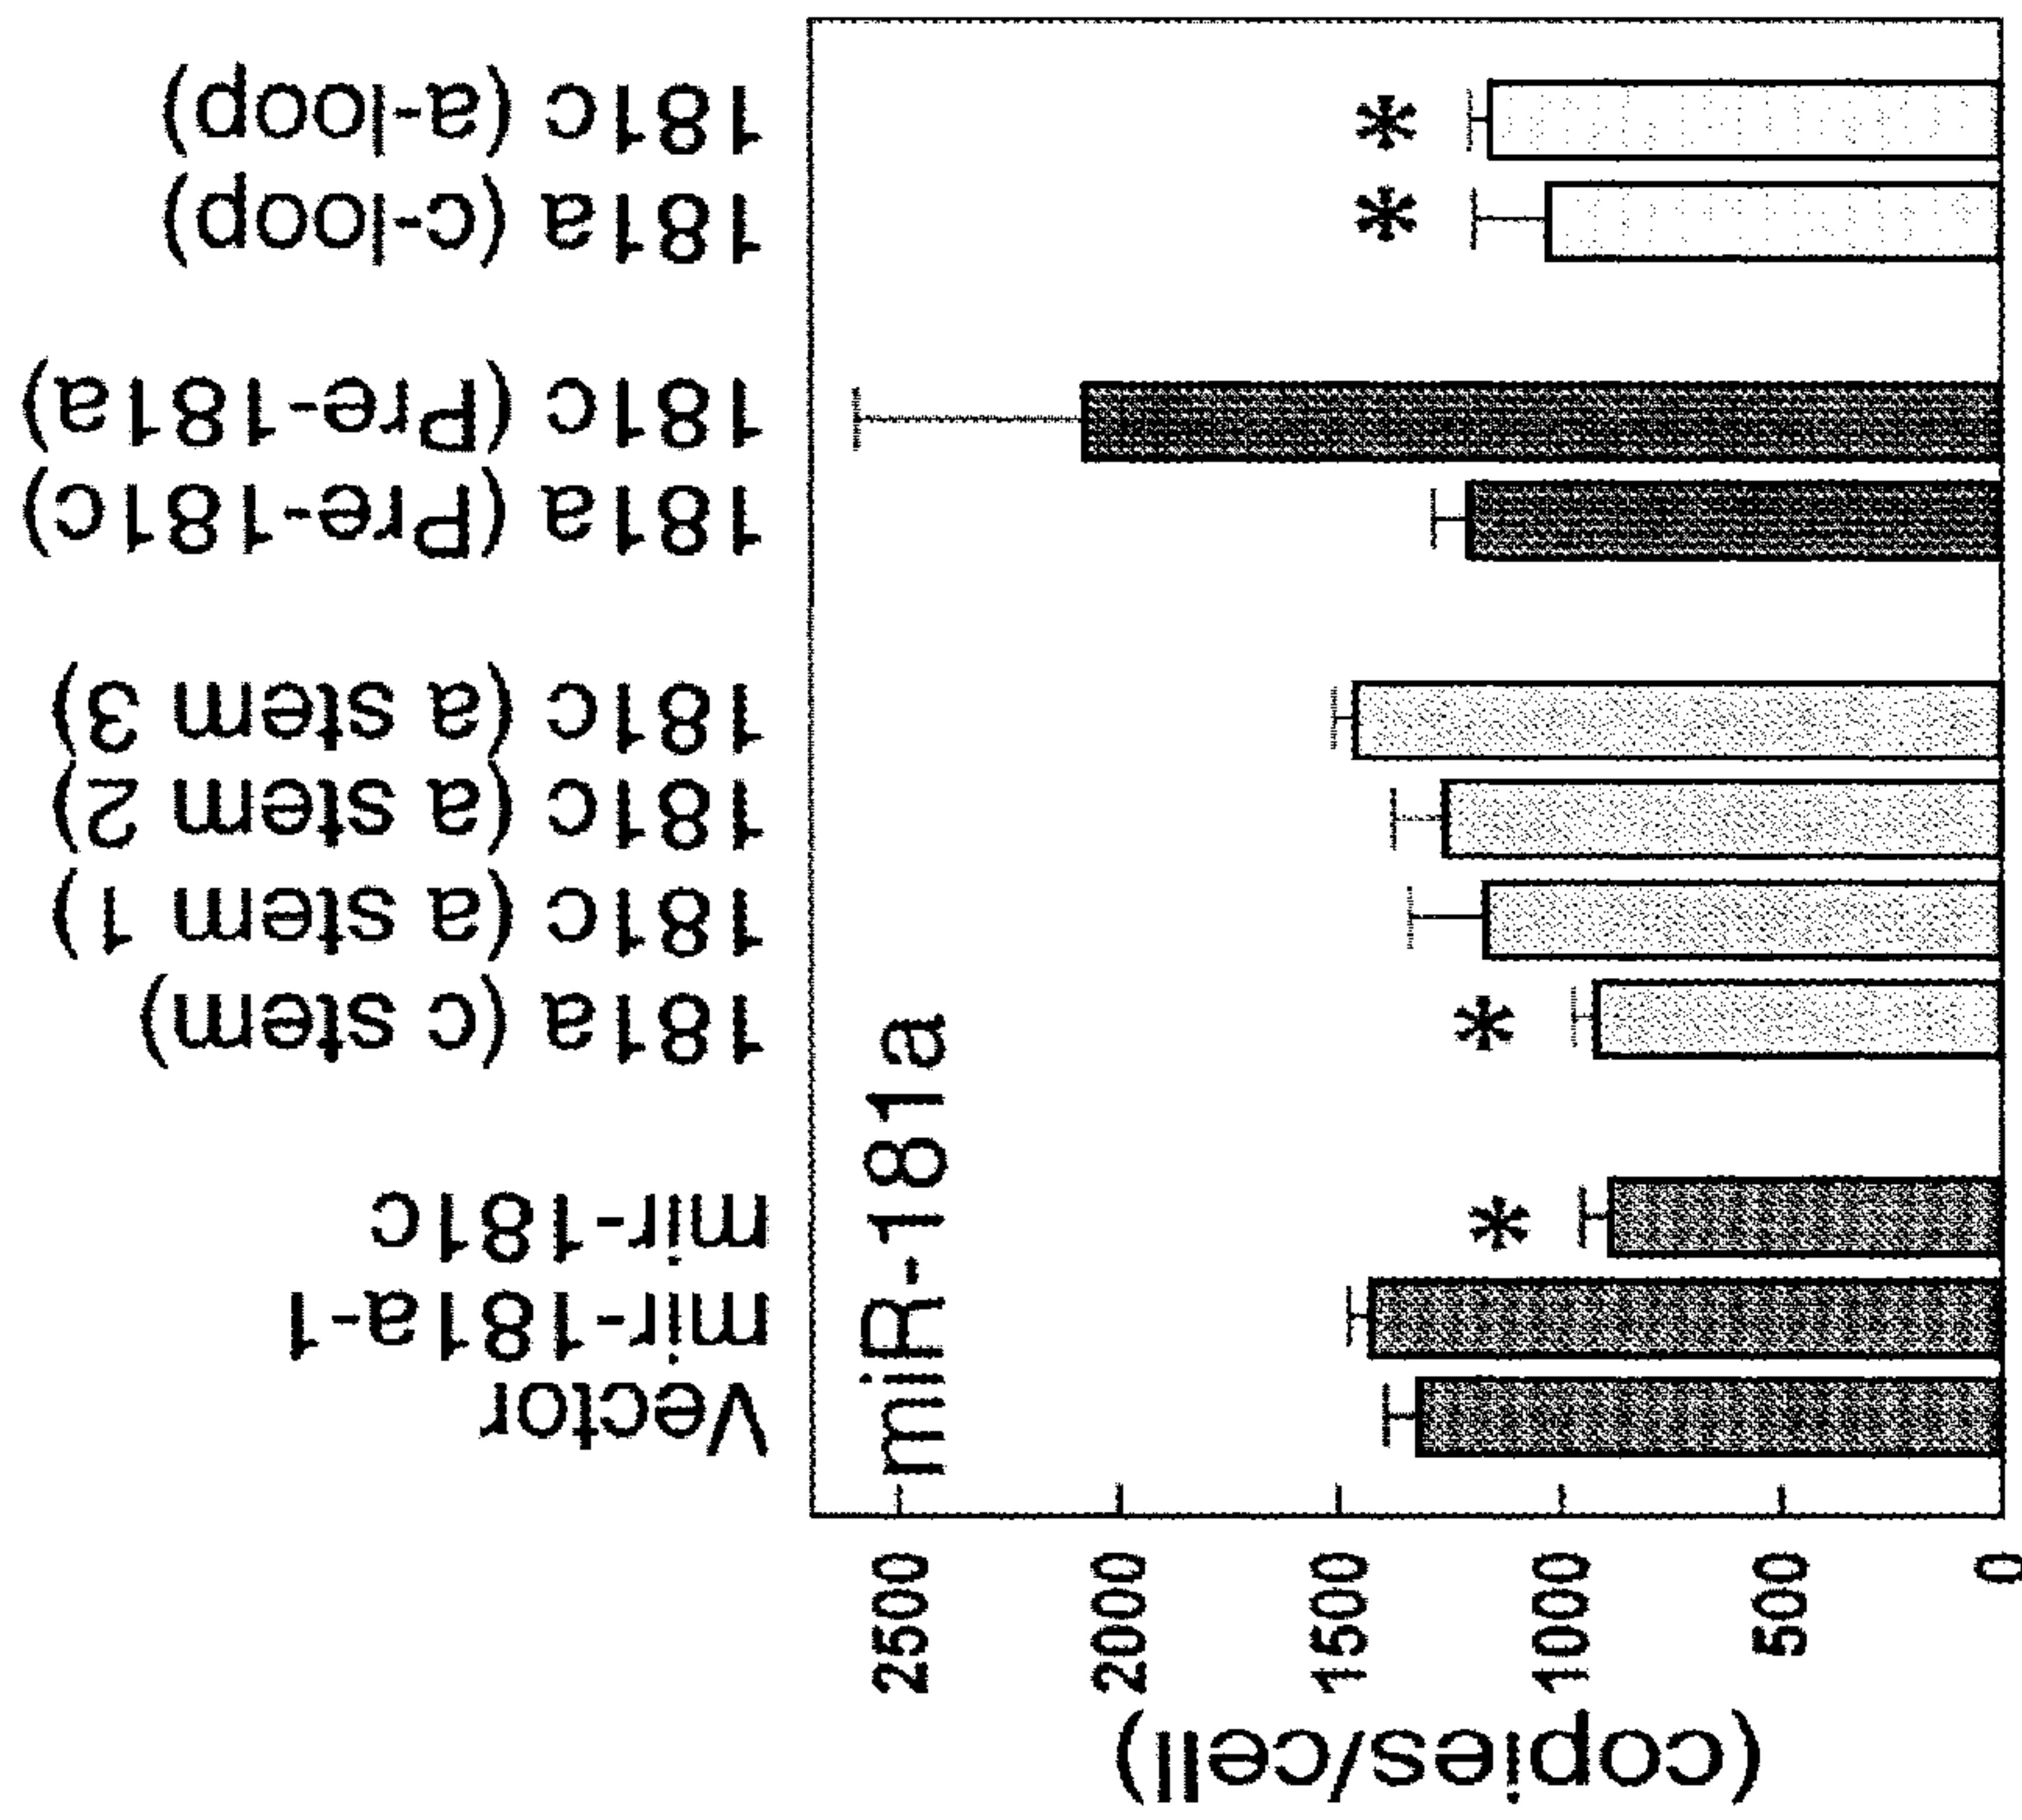 miR-181a
(copies/cell)
2500
2000
1500
1000
500
0
Vector
mir-181a-1
mir-181c
*
181a (c stem)
*
181c (a stem 1)
181c (a stem 2)
181c (a stem 3)
181a (Pre-181c)
181c (Pre-181a)
181a (c-loop)
*
181c (a-loop)
*